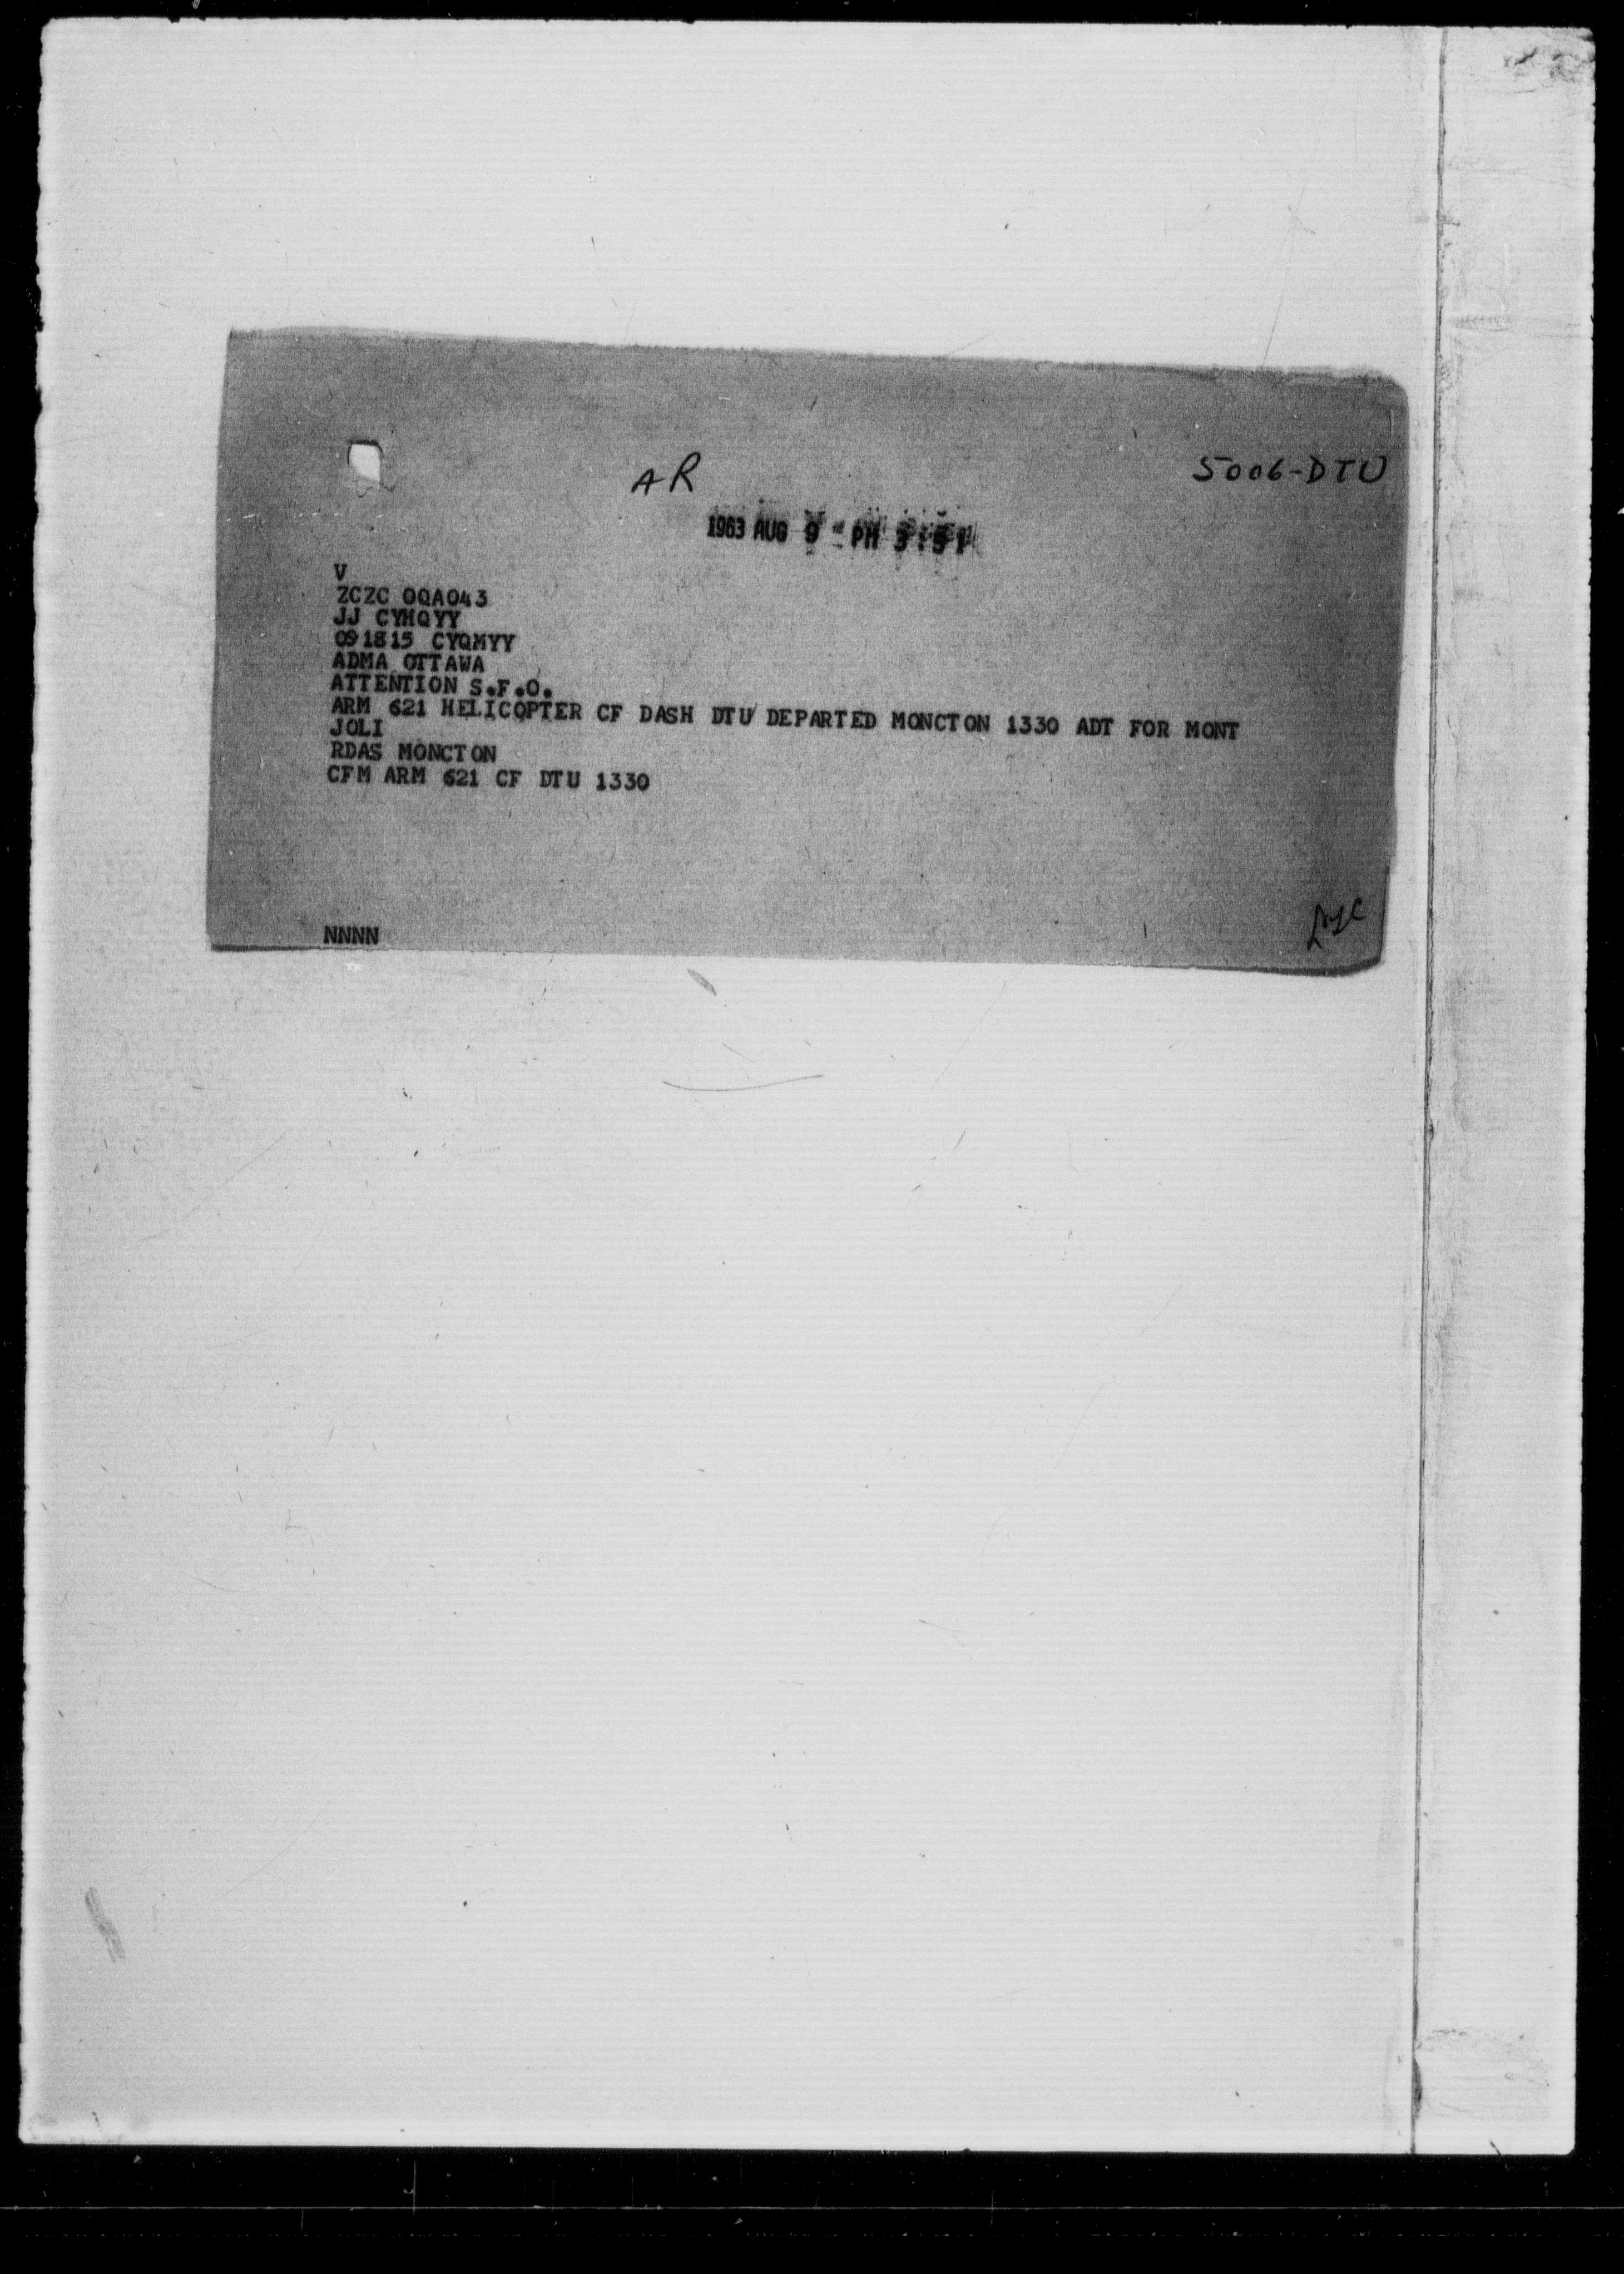 AR
5006-DTU
1963 AUG 9 PM 3:51
V
ZCZC OQA043
JJ CYHQYY
091815 CYQMYY
ADMA OTTAWA
ATTENTION S.F.O.
ARM 621 HELICOPTER CF DASH DTU DEPARTED MONCTON 1330 ADT FOR MONT
JOLI
RDAS MONCTON
CFM ARM 621 CF DTU 1330
NNNN